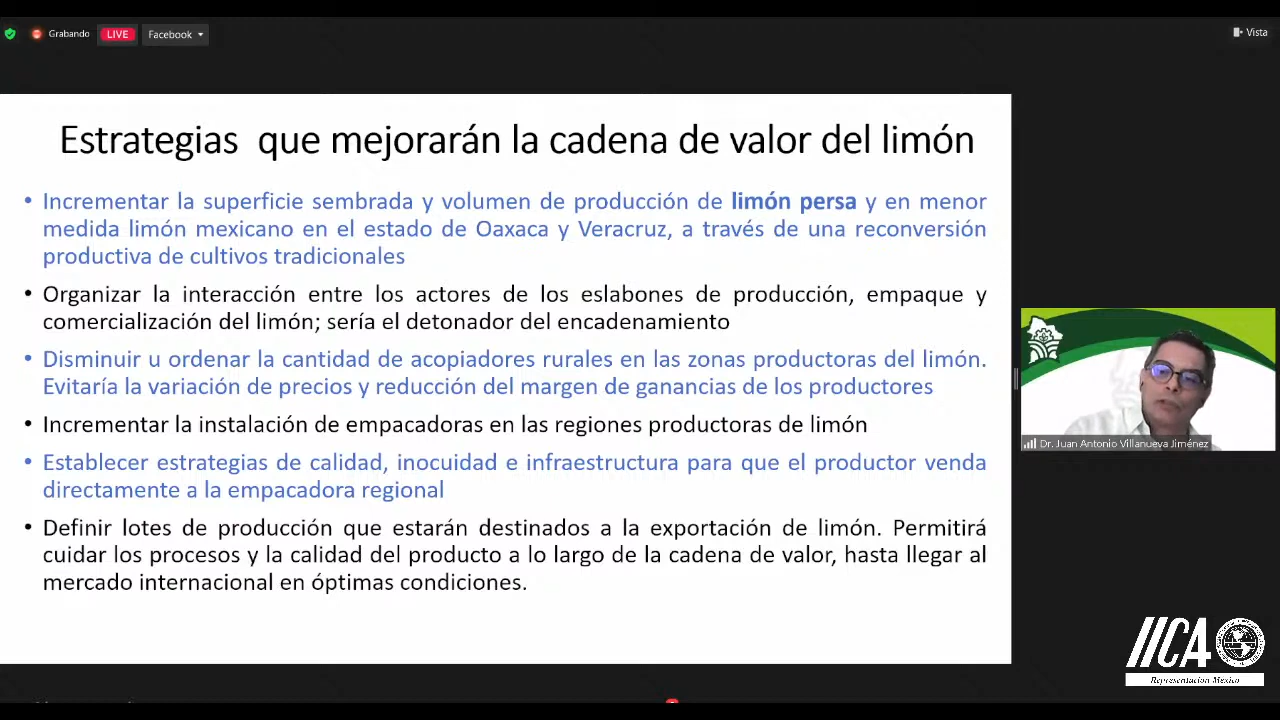 Grabando
LIVE
Facebook
Vista
Estrategias que mejorarán la cadena de valor del limón
• Incrementar la superficie sembrada y volumen de producción de limón persa y en menor
medida limón mexicano en el estado de Oaxaca y Veracruz, a través de una reconversión
productiva de cultivos tradicionales
• Organizar la interacción entre los actores de los eslabones de producción, empaque y
comercialización del limón; sería el detonador del encadenamiento
• Disminuir u ordenar la cantidad de acopiadores rurales en las zonas productoras del limón.
Evitaría la variación de precios y reducción del margen de ganancias de los productores
• Incrementar la instalación de empacadoras en las regiones productoras de limón
• Establecer estrategias de calidad, inocuidad e infraestructura para que el productor venda
directamente a la empacadora regional
• Definir lotes de producción que estarán destinados a la exportación de limón. Permitirá
cuidar los procesos y la calidad del producto a lo largo de la cadena de valor, hasta llegar al
mercado internacional en óptimas condiciones.
Dr. Juan Antonio Villanueva Jiménez
IICA
Representación México